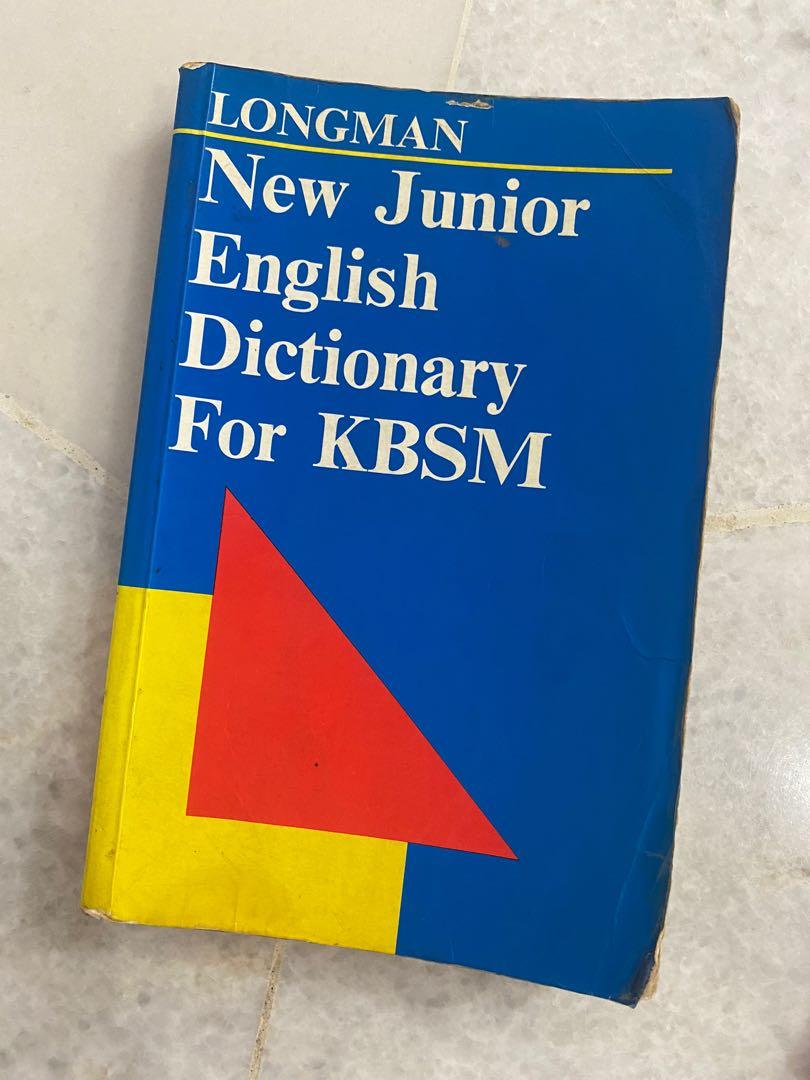 LONGMAN
New Junior
English
Dictionary
For KBSM